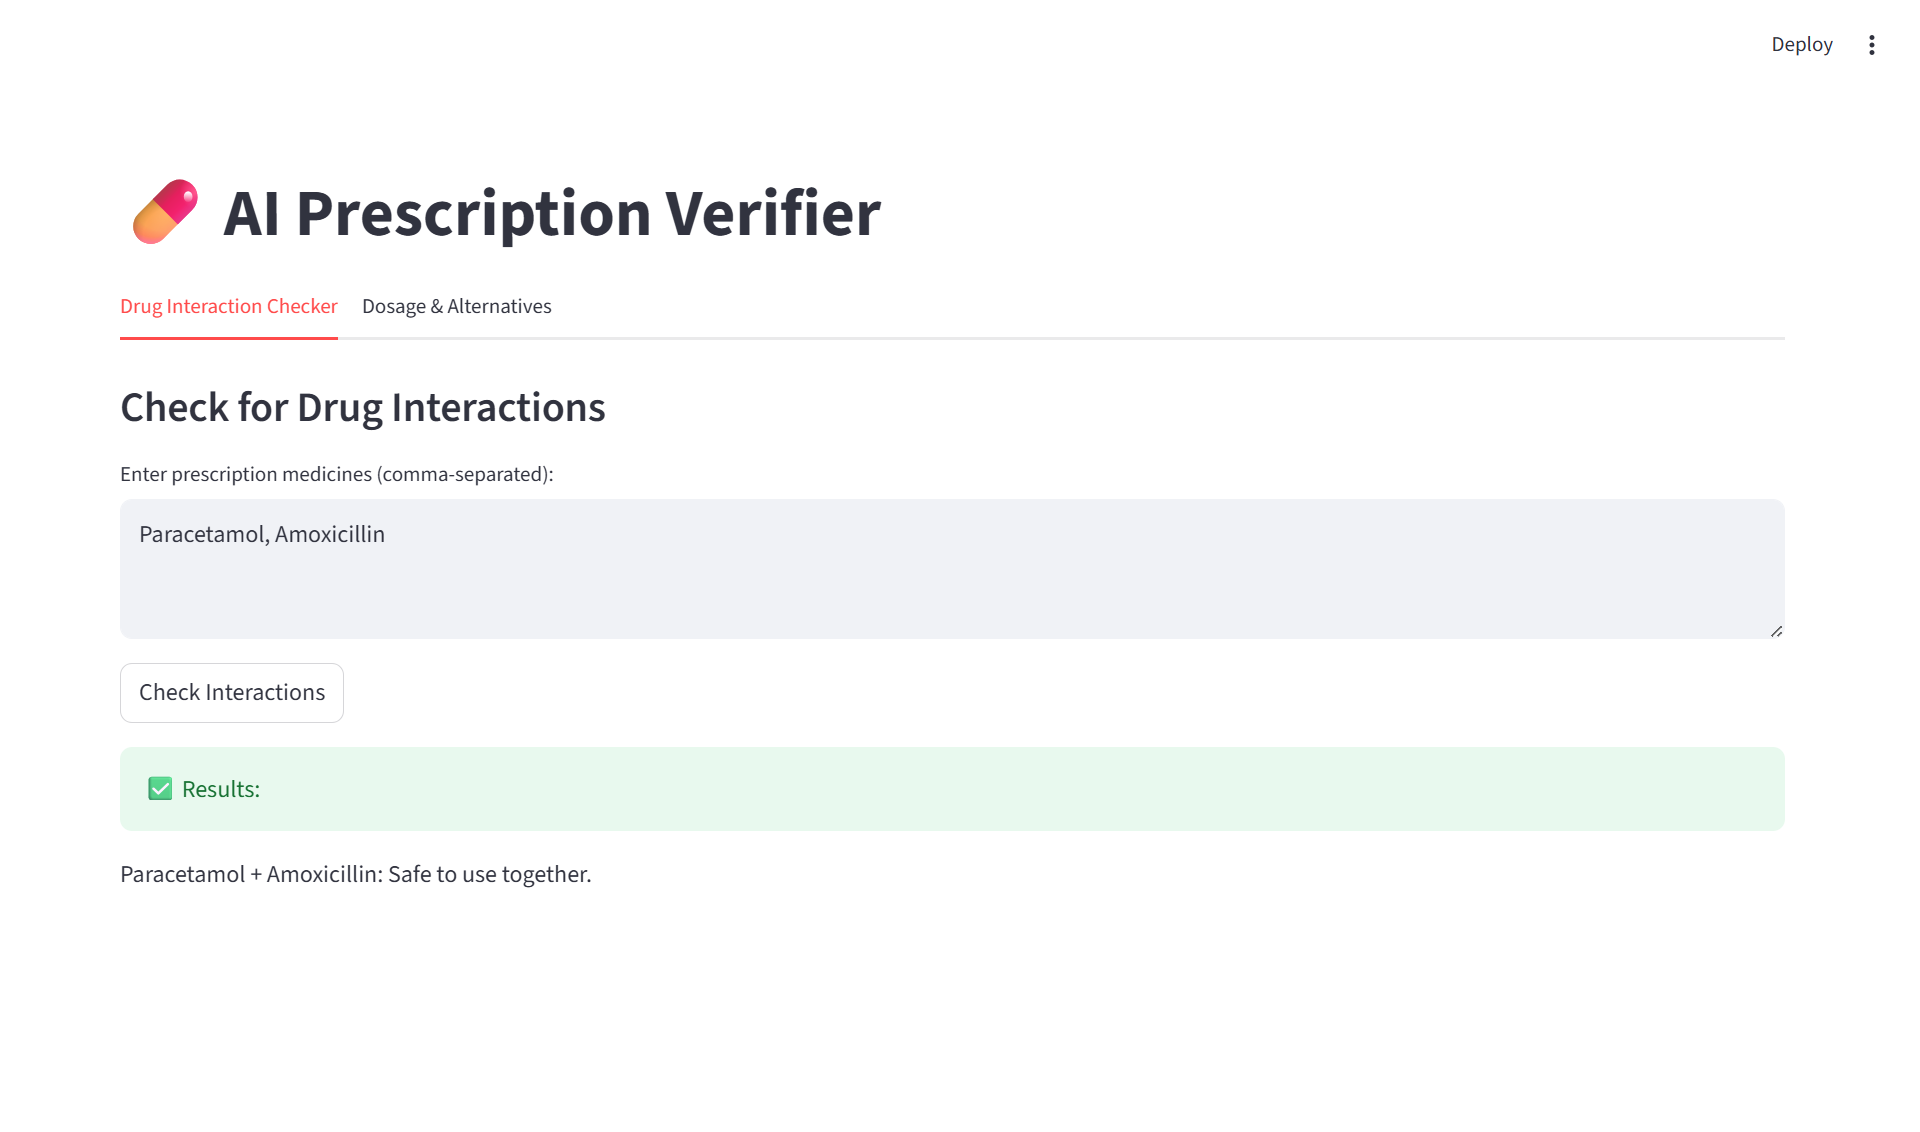 Deploy
AI Prescription Verifier
Drug Interaction Checker Dosage & Alternatives
Check for Drug Interactions
Enter prescription medicines (comma-separated):
Paracetamol, Amoxicillin
Check Interactions
Results:
Paracetamol + Amoxicillin: Safe to use together.